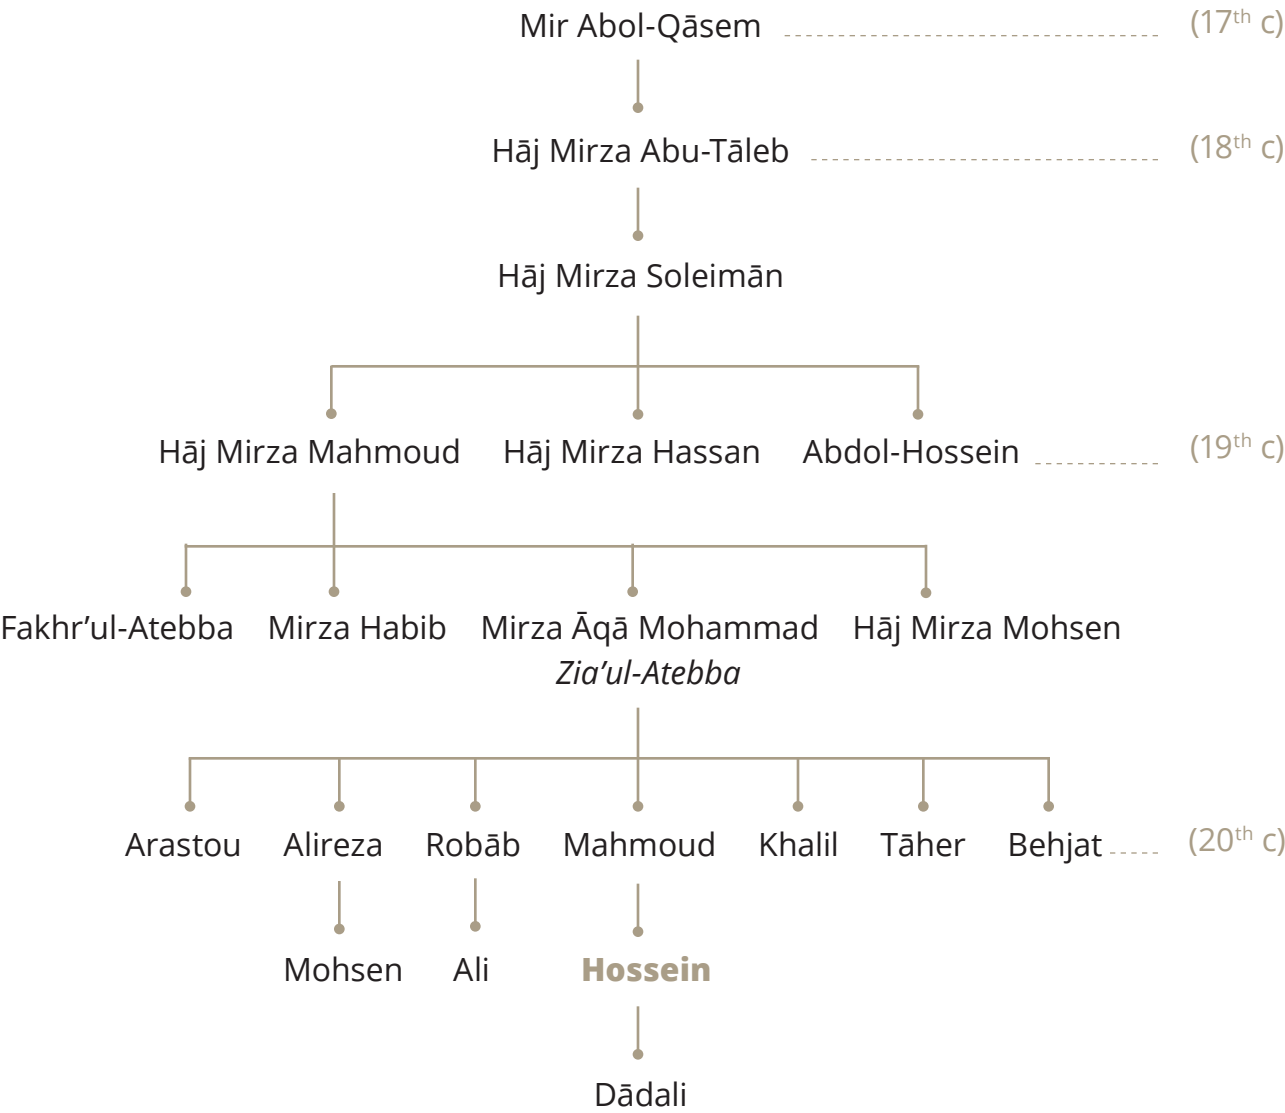 Mir Abol-Qāsem (17th c)
Hāj Mirza Abu-Tāleb (18th c)
Hāj Mirza Soleimān
Hāj Mirza Mahmoud Hāj Mirza Hassan Abdol-Hossein (19th c)
Fakhr’ul-Atebba Mirza Habib Mirza Āqā Mohammad Hāj Mirza Mohsen
Zia’ul-Atebba
Arastou Alireza Robāb Mahmoud Khalil Tāher Behjat (20th c)
Mohsen Ali Hossein
Dādali